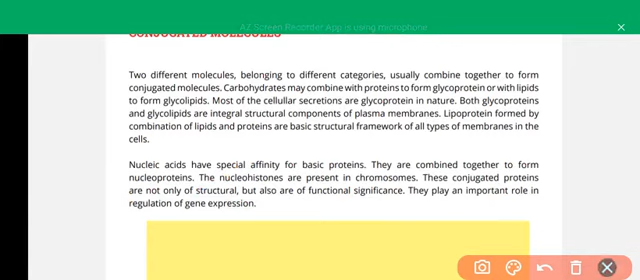 AZ Screen Recorder App is using microphone
CONJUGATED MOLECULES
Two different molecules, belonging to different categories, usually combine together to form
conjugated molecules. Carbohydrates may combine with proteins to form glycoprotein or with lipids
to form glycolipids. Most of the cellullar secretions are glycoprotein in nature. Both glycoproteins
and glycolipids are integral structural components of plasma membranes. Lipoprotein formed by
combination of lipids and proteins are basic structural framework of all types of membranes in the
cells.
Nucleic acids have special affinity for basic proteins. They are combined together to form
nucleoproteins. The nucleohistones are present in chromosomes. These conjugated proteins
are not only of structural, but also are of functional significance. They play an important role in
regulation of gene expression.